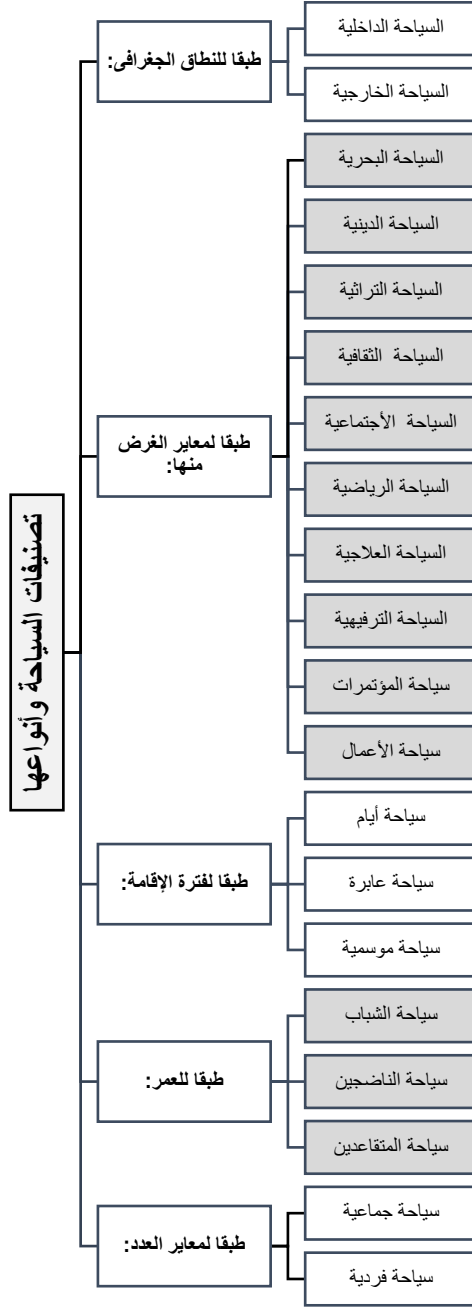 تصنيفات السياحة وأنواعها
طبقا للنطاق الجغرافى:
السياحة الداخلية
السياحة الخارجية
طبقا لمعاير الغرض
منها:
السياحة البحرية
السياحة الدينية
السياحة التراثية
السياحة الثقافية
السياحة الأجتماعية
السياحة الرياضية
السياحة العلاجية
السياحة الترفيهية
سياحة المؤتمرات
سياحة الأعمال
طبقا لفترة الإقامة:
سياحة أيام
سياحة عابرة
سياحة موسمية
طبقا للعمر:
سياحة الشباب
سياحة الناضجين
سياحة المتقاعدين
طبقا لمعاير العدد:
سياحة جماعية
سياحة فردية